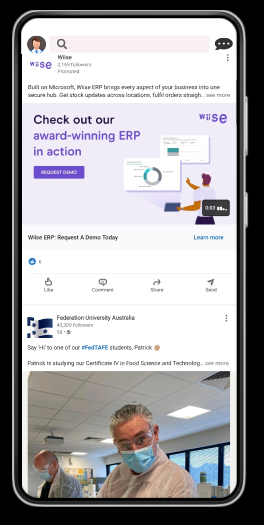 Wiise
2,169 followers
Promoted
Built on Microsoft, Wiise ERP brings every aspect of your business into one
secure hub. Get stock updates across locations, fulfil orders straigh... see more
Check out our
award-winning ERP
in action
REQUEST DEMO
wiise
0:03
Wiise ERP: Request A Demo Today
Learn more
6
Like
Comment
Share
Send
Federation University Australia
43,309 followers
5d
Say 'Hi' to one of our #FedTAFE students, Patrick
Patrick is studying our Certificate IV in Food Science and Technolog... see more